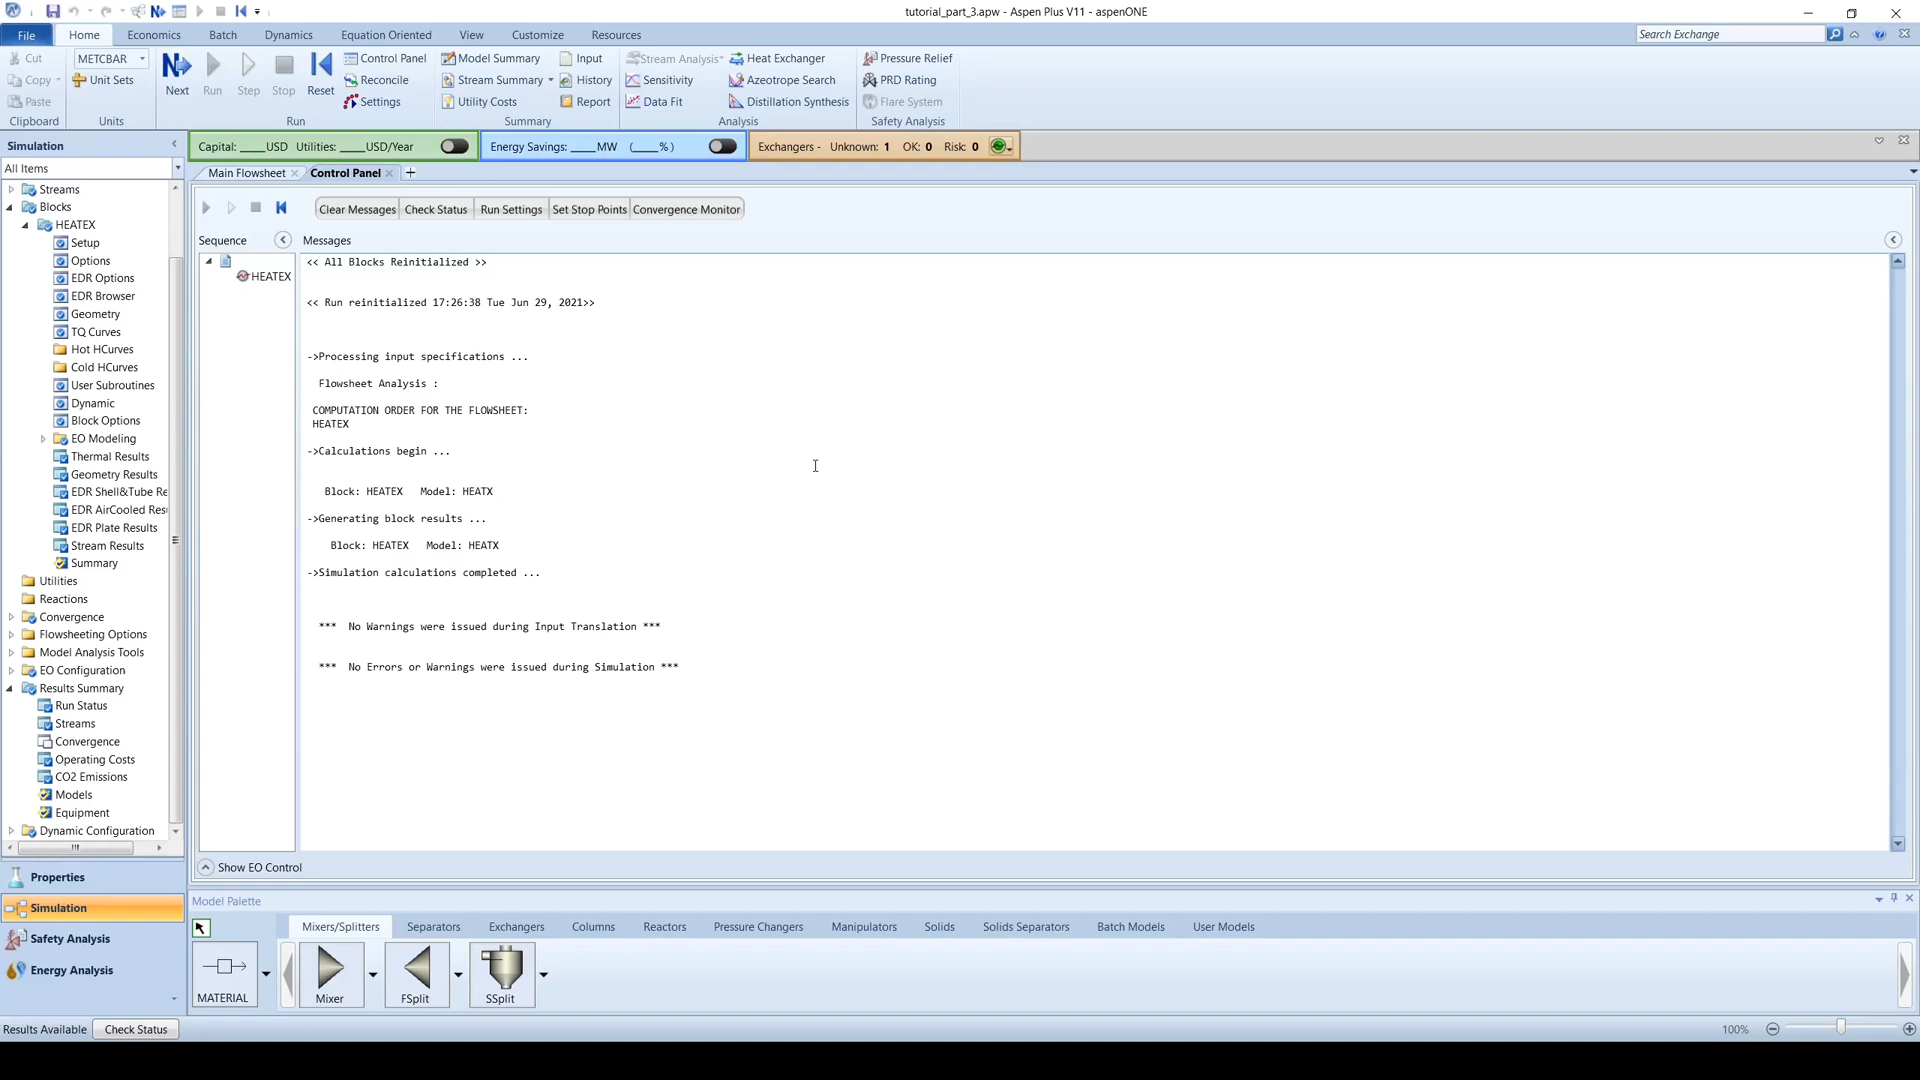 tutorial_part_3.apw - Aspen Plus V11 - aspenONE
File Home Economics Batch Dynamics Equation Oriented View Customize Resources
Search Exchange
Cut
Copy
Paste
Clipboard
METCBAR
Unit Sets
Units
Next
Run
Step
Stop
Reset
Control Panel
Reconcile
Settings
Run
Model Summary
Stream Summary
Utility Costs
Input
History
Report
Summary
Stream Analysis
Sensitivity
Data Fit
Heat Exchanger
Azeotrope Search
Distillation Synthesis
Analysis
Pressure Relief
PRD Rating
Flare System
Safety Analysis
Simulation
All Items
Capital: ____USD Utilities: ____USD/Year
Energy Savings: ____MW (____%)
Exchangers - Unknown: 1 OK: 0 Risk: 0
Main Flowsheet Control Panel
Streams
Blocks
HEATEX
Setup
Options
EDR Options
EDR Browser
Geometry
TQ Curves
Hot HCurves
Cold HCurves
User Subroutines
Dynamic
Block Options
EO Modeling
Thermal Results
Geometry Results
EDR Shell&Tube Re
EDR AirCooled Res
EDR Plate Results
Stream Results
Summary
Utilities
Reactions
Convergence
Flowsheeting Options
Model Analysis Tools
EO Configuration
Results Summary
Run Status
Streams
Convergence
Operating Costs
CO2 Emissions
Models
Equipment
Dynamic Configuration
Properties
Simulation
Safety Analysis
Energy Analysis
Clear Messages Check Status Run Settings Set Stop Points Convergence Monitor
Sequence
HEATEX
Messages
<< All Blocks Reinitialized >>
<< Run reinitialized 17:26:38 Tue Jun 29, 2021>>
->Processing input specifications ...
Flowsheet Analysis :
COMPUTATION ORDER FOR THE FLOWSHEET:
HEATEX
->Calculations begin ...
Block: HEATEX Model: HEATX
->Generating block results ...
Block: HEATEX Model: HEATX
->Simulation calculations completed ...
*** No Warnings were issued during Input Translation ***
*** No Errors or Warnings were issued during Simulation ***
Show EO Control
Model Palette
Mixers/Splitters Separators Exchangers Columns Reactors Pressure Changers Manipulators Solids Solids Separators Batch Models User Models
MATERIAL
Mixer
FSplit
SSplit
Results Available Check Status
100%